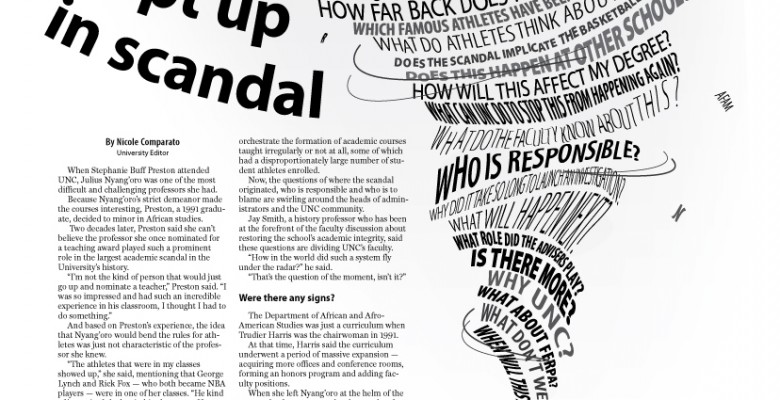 pt up
in scandal
By Nicole Comparato
University Editor
When Stephanie Buff Preston attended
UNC, Julius Nyang’oro was one of the most
difficult and challenging professors she had.
Because Nyang’oro’s strict demeanor made
the courses interesting, Preston, a 1991 gradu-
ate, decided to minor in African studies.
Two decades later, Preston said she can’t
believe the professor she once nominated for
a teaching award played such a prominent
role in the largest academic scandal in the
University’s history.
“I’m not the kind of person that would just
go up and nominate a teacher,” Preston said. “I
was so impressed and had such an incredible
experience in his classroom, I thought I had to
do something.”
And based on Preston’s experience, the idea
that Nyang’oro would bend the rules for ath-
letes was just not characteristic of the profes-
sor she knew.
“The athletes that were in my classes
showed up,” she said, mentioning that George
Lynch and Rick Fox — who both became NBA
players — were in one of her classes. “He kind
orchestrate the formation of academic courses
taught irregularly or not at all, some of which
had a disproportionately large number of stu-
dent athletes enrolled.
Now, the questions of where the scandal
originated, who is responsible and who is to
blame are swirling around the heads of admin-
istrators and the UNC community.
Jay Smith, a history professor who has been
at the forefront of the faculty discussion about
restoring the school’s academic integrity, said
these questions are dividing UNC’s faculty.
“How in the world did such a system fly
under the radar?” he said.
“That’s the question of the moment, isn’t it?”
Were there any signs?
The Department of African and Afro-
American Studies was just a curriculum when
Trudier Harris was the chairwoman in 1991.
At that time, Harris said the curriculum
underwent a period of massive expansion —
acquiring more offices and conference rooms,
forming an honors program and adding fac-
ulty positions.
When she left Nyang’oro at the helm of the
HOW FAR BACK DOES
WHICH FAMOUS ATHLETES HAVE BE
WHAT DO ATHLETES THINK ABOU
DOES THE SCANDAL IMPLICATE THE BASKETBALL
DOES THIS HAPPEN AT OTHER SCHOOLS
HOW WILL THIS AFFECT MY DEGREE?
WHAT CAN UNC DO TO STOP THIS FROM HAPPENING AGAIN?
WHAT DO THE FACULTY KNOW ABOUT THIS?
WHO IS RESPONSIBLE?
WHY DID IT TAKE SO LONG TO LAUNCH AN INVESTIGATION
WHAT WILL HAPPEN NEXT?
WHAT ROLE DID THE ADVISERS PLAY?
IS THERE MORE?
WHY UNC?
WHAT ABOUT FERPA?
WHAT DON'T WE
WHEN WILL THIS
AFAM